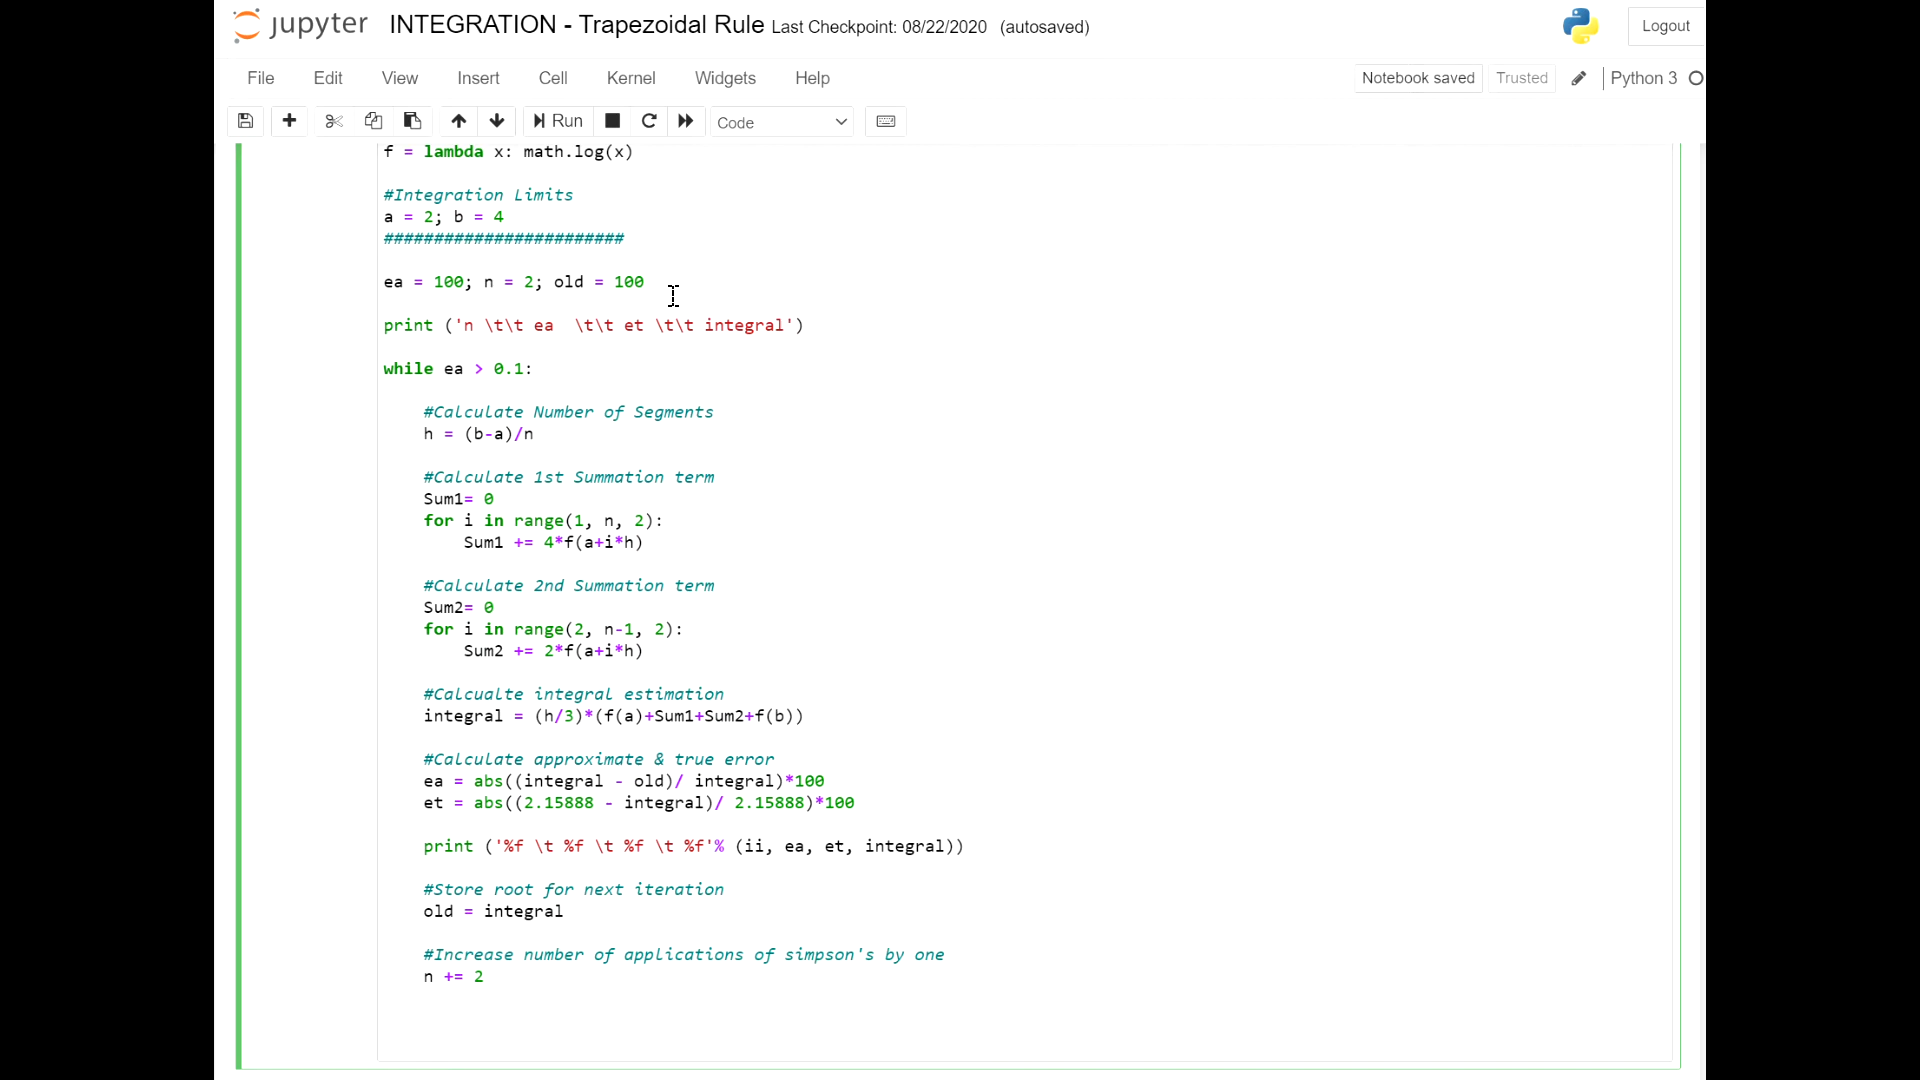 jupyter INTEGRATION - Trapezoidal Rule Last Checkpoint: 08/22/2020 (autosaved) Logout
File Edit View Insert Cell Kernel Widgets Help Notebook saved Trusted Python 3
Run Code
f = lambda x: math.log(x)
#Integration Limits
a = 2; b = 4
########################
ea = 100; n = 2; old = 100
print ('n \t\t ea  \t\t et \t\t integral')
while ea > 0.1:
#Calculate Number of Segments
h = (b-a)/n
#Calculate 1st Summation term
Sum1= 0
for i in range(1, n, 2):
Sum1 += 4*f(a+i*h)
#Calculate 2nd Summation term
Sum2= 0
for i in range(2, n-1, 2):
Sum2 += 2*f(a+i*h)
#Calcualte integral estimation
integral = (h/3)*(f(a)+Sum1+Sum2+f(b))
#Calculate approximate & true error
ea = abs((integral - old)/ integral)*100
et = abs((2.15888 - integral)/ 2.15888)*100
print ('%f \t %f \t %f \t %f'% (ii, ea, et, integral))
#Store root for next iteration
old = integral
#Increase number of applications of simpson's by one
n += 2